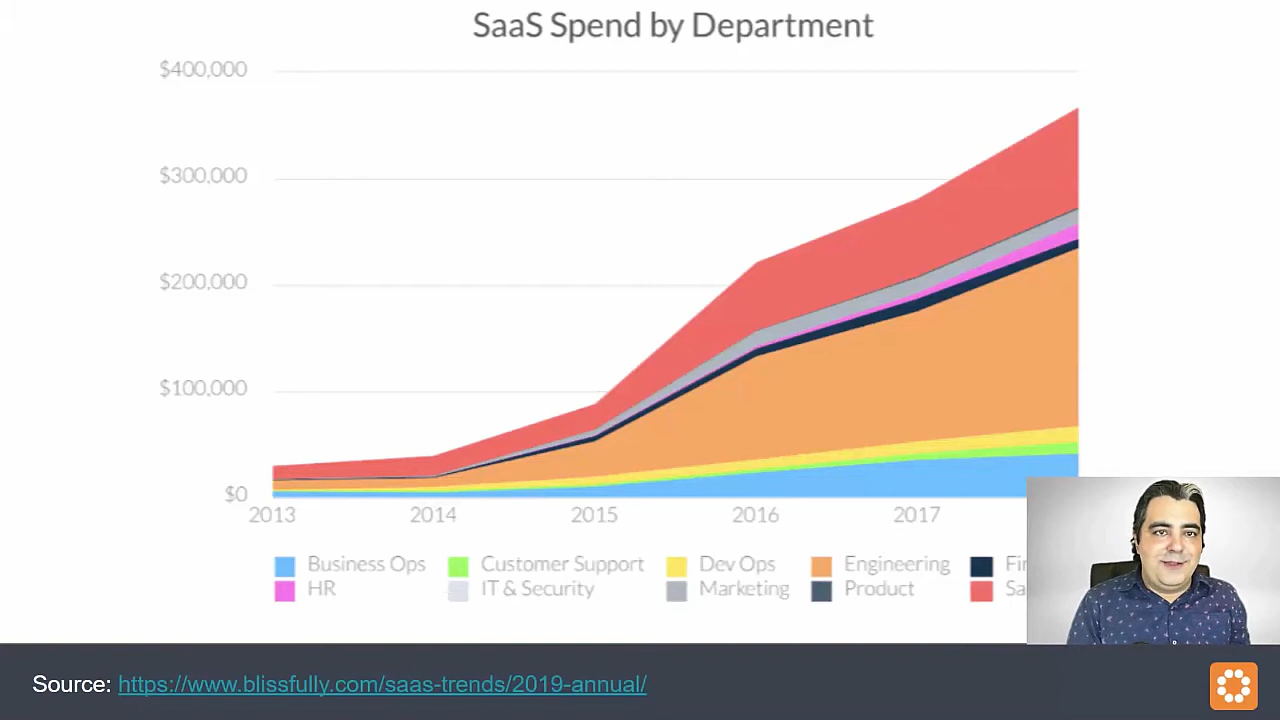 SaaS Spend by Department
$400,000
$300,000
$200,000
$100,000
$0
2013 2014 2015 2016 2017
Business Ops Customer Support Dev Ops Engineering
HR IT & Security Marketing Product
Source: https://www.blissfully.com/saas-trends/2019-annual/